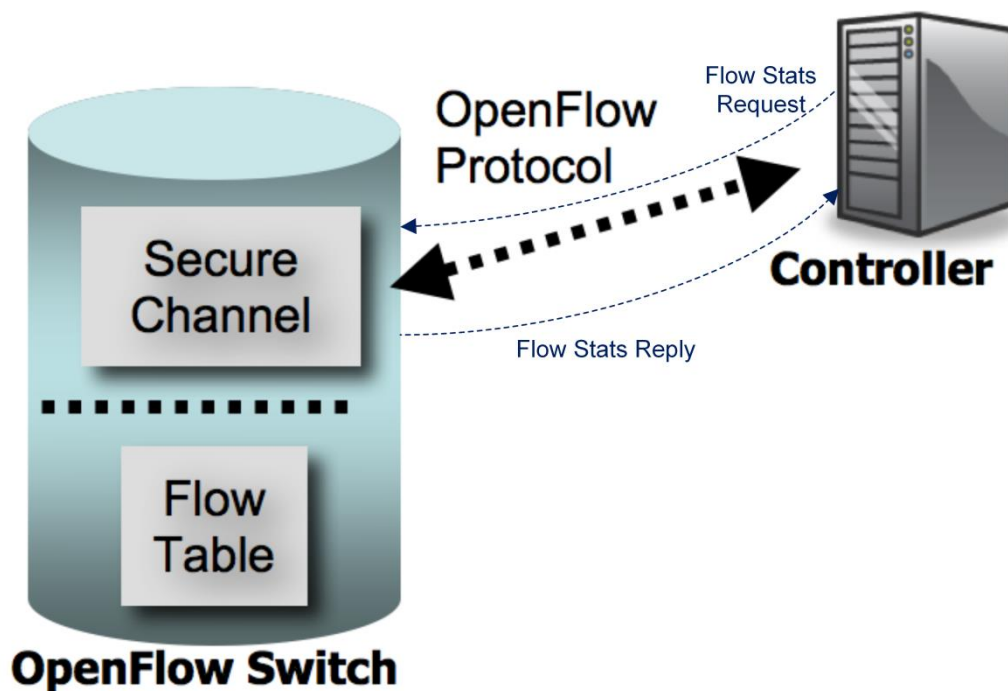 Flow Stats
Request
OpenFlow
Protocol
Secure
Channel
Controller
Flow Stats Reply
Flow
Table
OpenFlow Switch